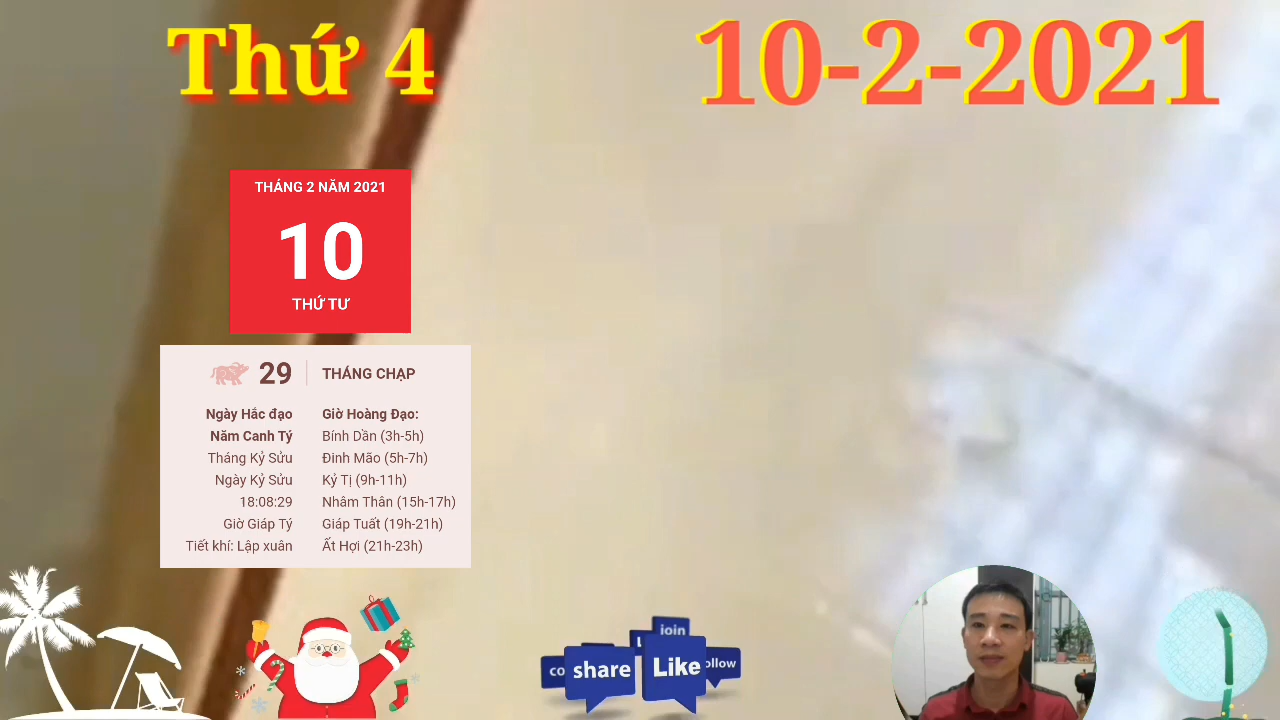 Thứ 4
10-2-2021
THÁNG 2 NĂM 2021
10
THỨ TƯ
29
THÁNG CHẠP
Ngày Hắc đạo
Năm Canh Tý
Tháng Kỷ Sửu
Ngày Kỷ Sửu
18:08:29
Giờ Giáp Tý
Tiết khí: Lập xuân
Giờ Hoàng Đạo:
Bính Dần (3h-5h)
Đinh Mão (5h-7h)
Kỷ Tị (9h-11h)
Nhâm Thân (15h-17h)
Giáp Tuất (19h-21h)
Ất Hợi (21h-23h)
join
share
Like